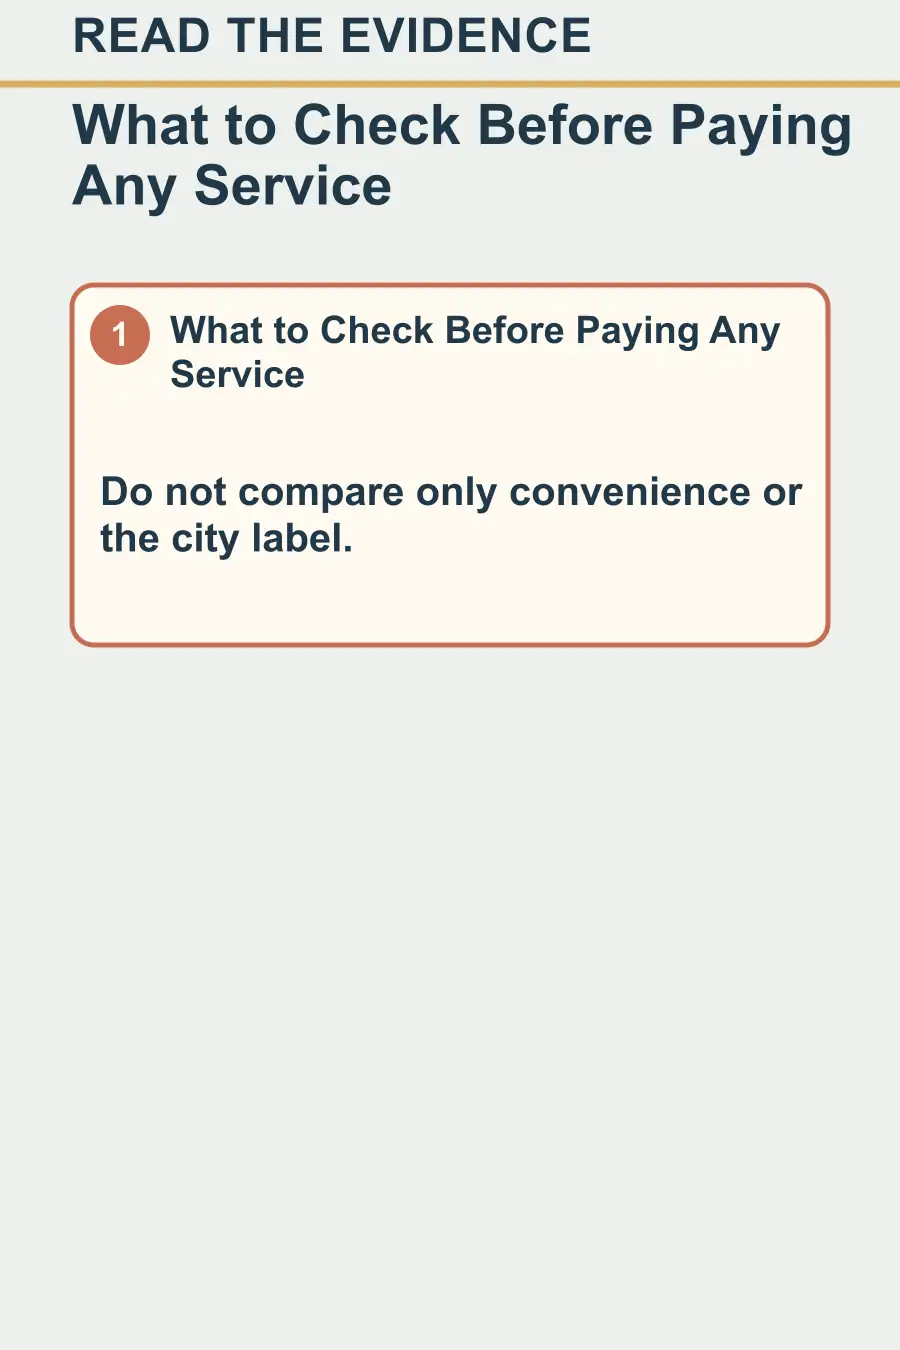 READ THE EVIDENCE
What to Check Before Paying
Any Service
1
What to Check Before Paying Any
Service
Do not compare only convenience or
the city label.